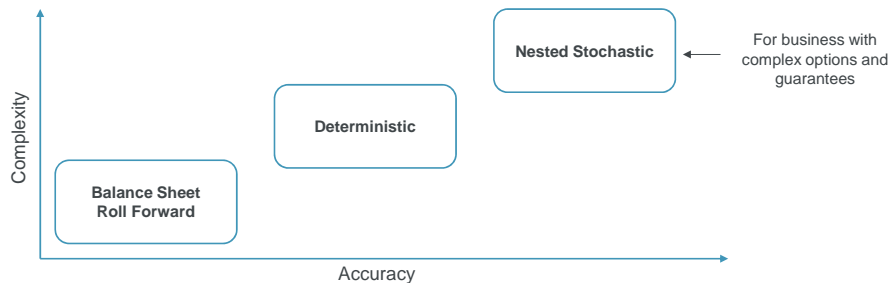 Nested Stochastic
For business with
complex options and
guarantees
Deterministic
Balance Sheet
Roll Forward
Complexity
Accuracy